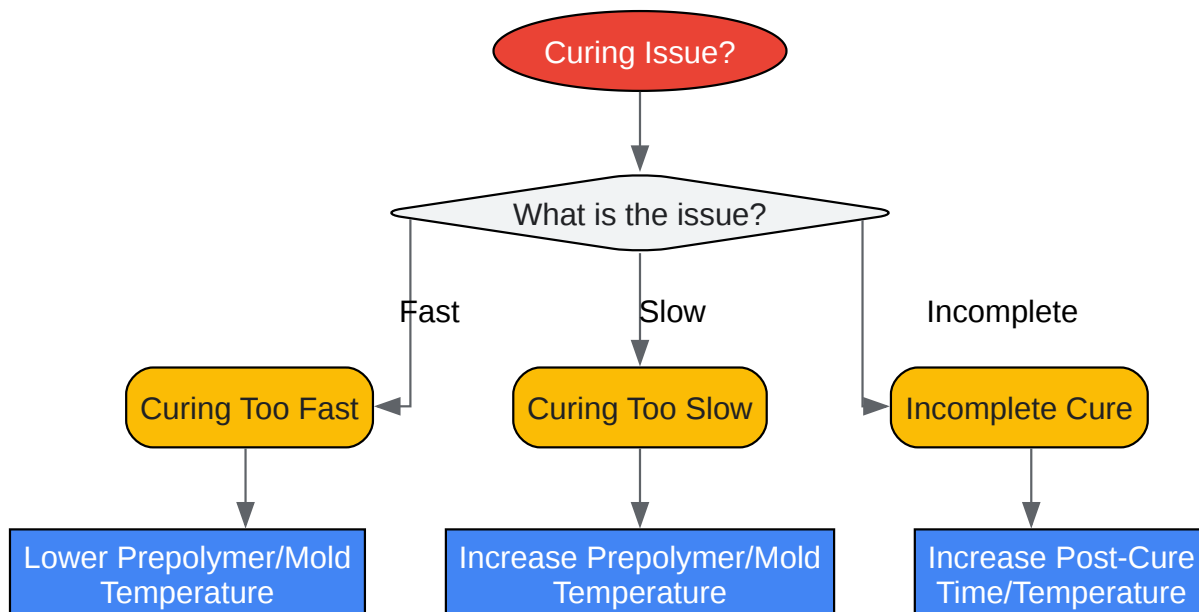 Curing Issue?
What is the issue?
Fast
Slow
Incomplete
Curing Too Fast
Curing Too Slow
Incomplete Cure
Lower Prepolymer/Mold
Temperature
Increase Prepolymer/Mold
Temperature
Increase Post-Cure
Time/Temperature